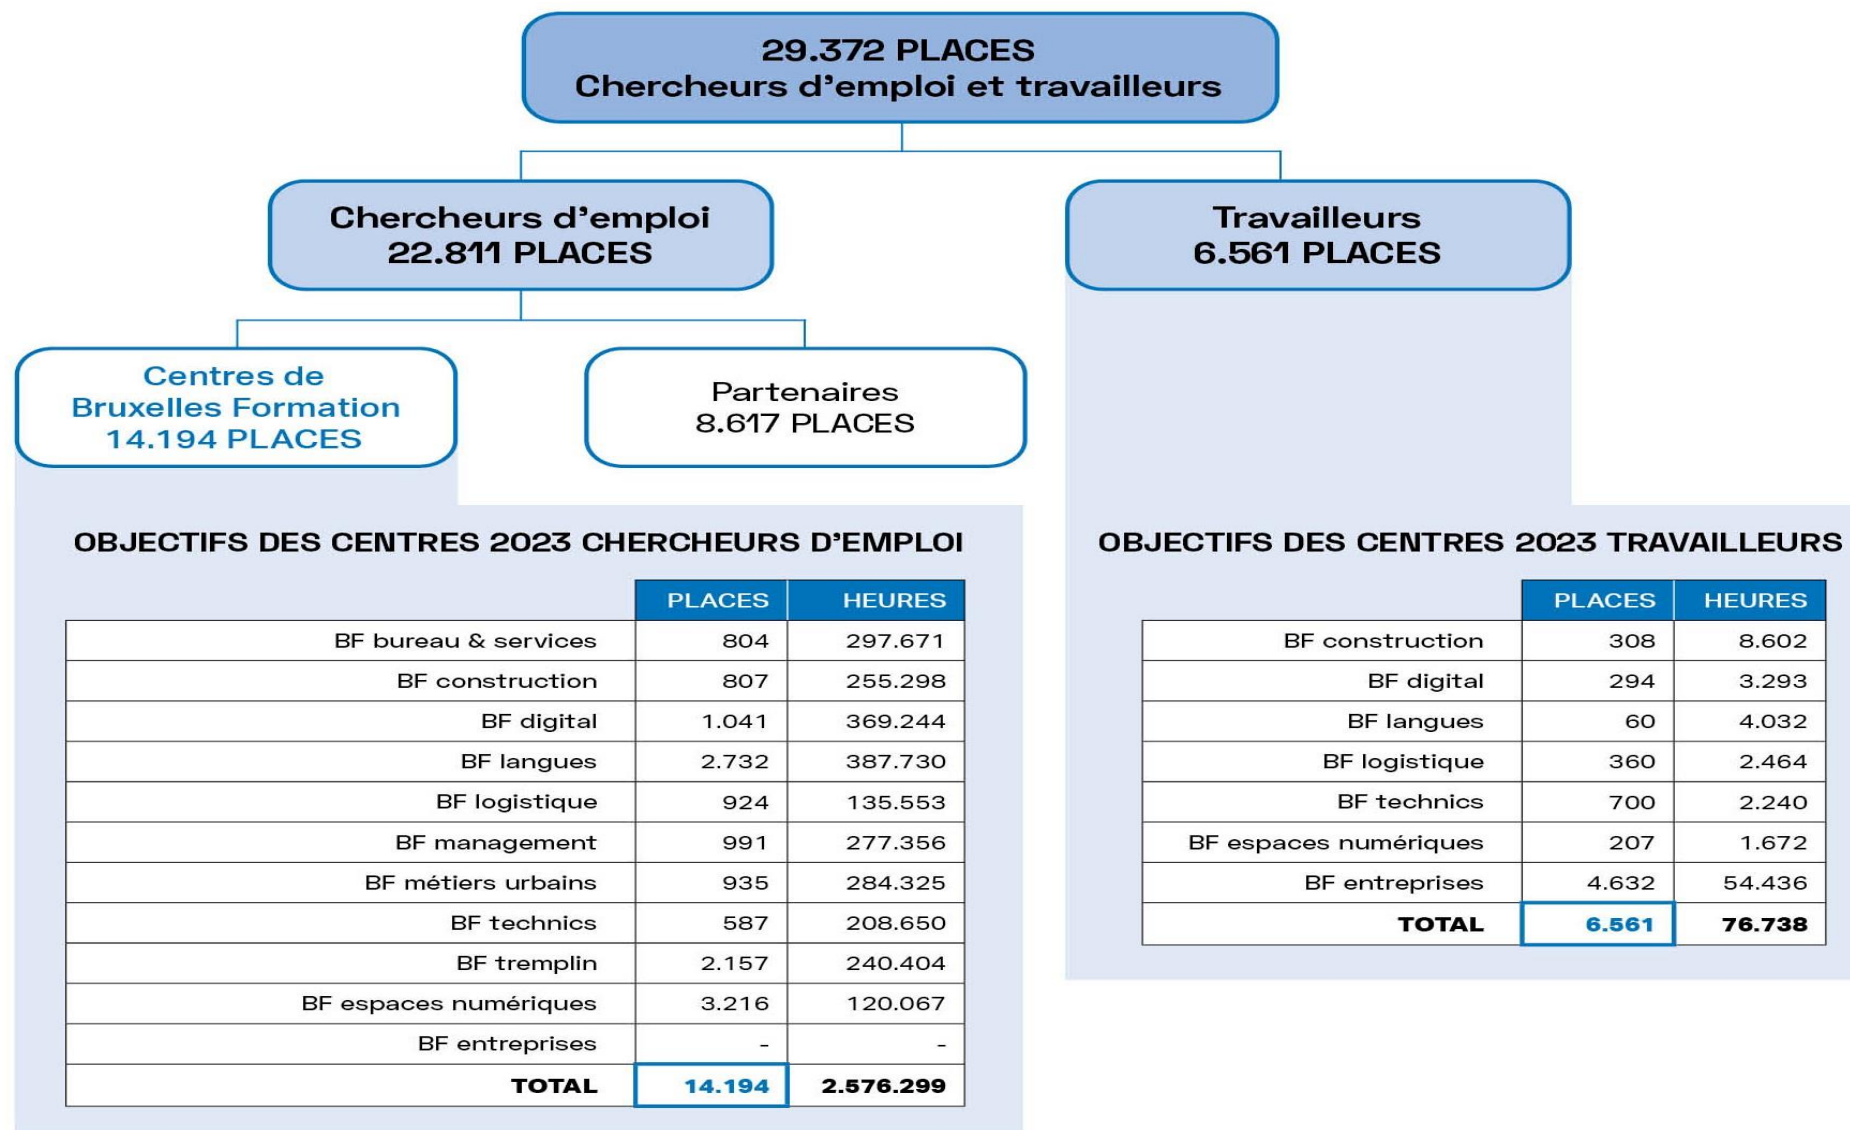 29.372 PLACES
Chercheurs d'emploi et travailleurs
Chercheurs d'emploi
22.811 PLACES
Travailleurs
6.561 PLACES
Centres de
Bruxelles Formation
14.194 PLACES
Partenaires
8.617 PLACES
OBJECTIFS DES CENTRES 2023 CHERCHEURS D'EMPLOI
PLACES HEURES
BF bureau & services 804 297.671
BF construction 807 255.298
BF digital 1.041 369.244
BF langues 2.732 387.730
BF logistique 924 135.553
BF management 991 277.356
BF métiers urbains 935 284.325
BF technics 587 208.650
BF tremplin 2.157 240.404
BF espaces numériques 3.216 120.067
BF entreprises - -
TOTAL 14.194 2.576.299
OBJECTIFS DES CENTRES 2023 TRAVAILLEURS
PLACES HEURES
BF construction 308 8.602
BF digital 294 3.293
BF langues 60 4.032
BF logistique 360 2.464
BF technics 700 2.240
BF espaces numériques 207 1.672
BF entreprises 4.632 54.436
TOTAL 6.561 76.738